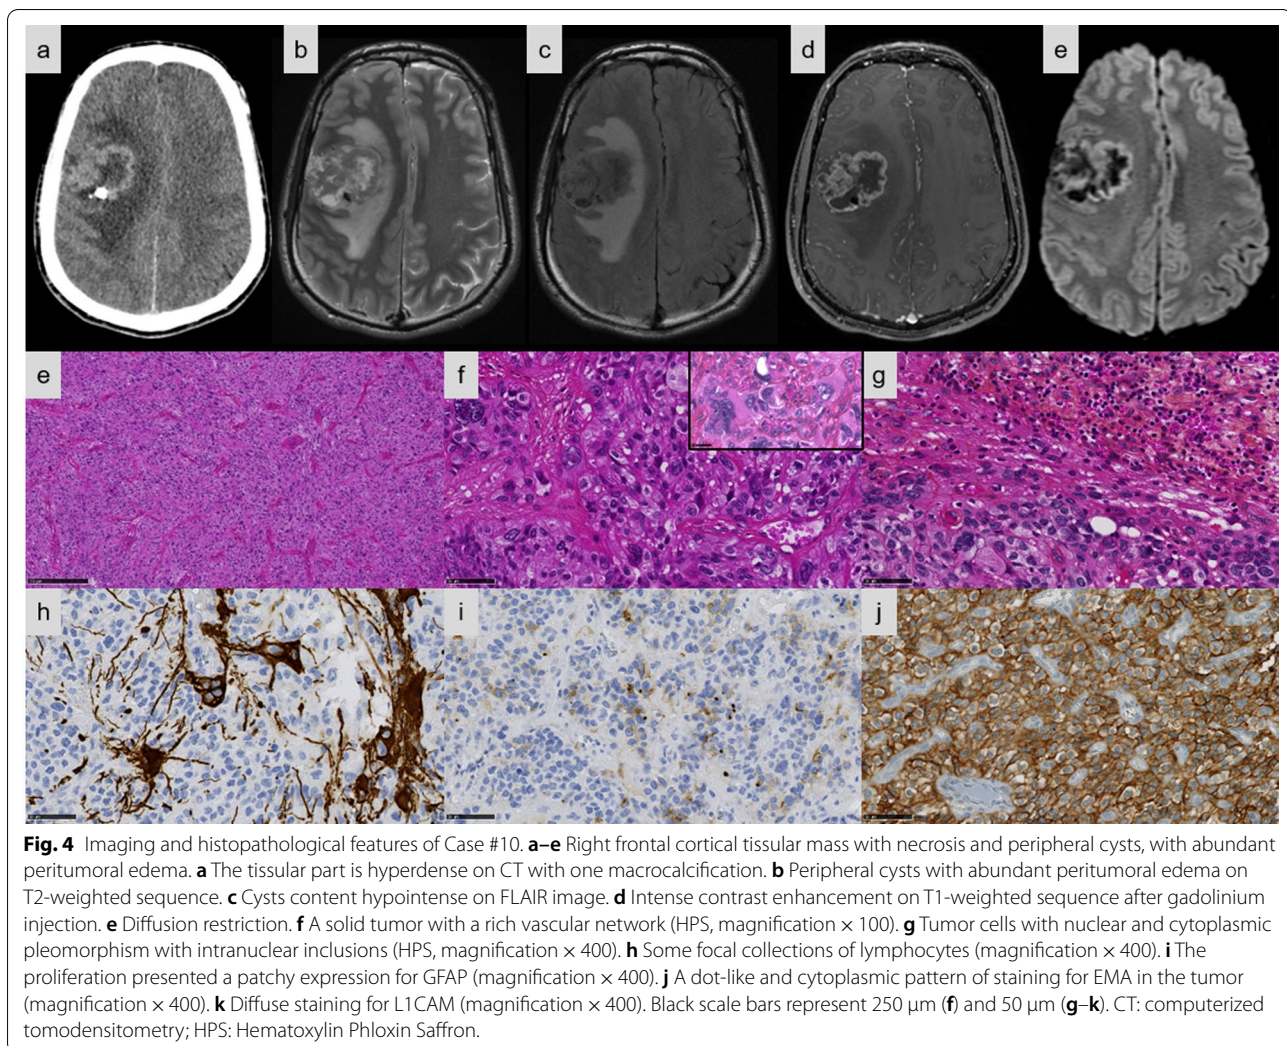 a
b
c
d
e
e
f
g
h
i
j
Fig. 4 Imaging and histopathological features of Case #10. a–e Right frontal cortical tissular mass with necrosis and peripheral cysts, with abundant
peritumoral edema. a The tissular part is hyperdense on CT with one macrocalcification. b Peripheral cysts with abundant peritumoral edema on
T2-weighted sequence. c Cysts content hypointense on FLAIR image. d Intense contrast enhancement on T1-weighted sequence after gadolinium
injection. e Diffusion restriction. f A solid tumor with a rich vascular network (HPS, magnification × 100). g Tumor cells with nuclear and cytoplasmic
pleomorphism with intranuclear inclusions (HPS, magnification × 400). h Some focal collections of lymphocytes (magnification × 400). i The
proliferation presented a patchy expression for GFAP (magnification × 400). j A dot-like and cytoplasmic pattern of staining for EMA in the tumor
(magnification × 400). k Diffuse staining for L1CAM (magnification × 400). Black scale bars represent 250 μm (f) and 50 μm (g–k). CT: computerized
tomodensitometry; HPS: Hematoxylin Phloxin Saffron.